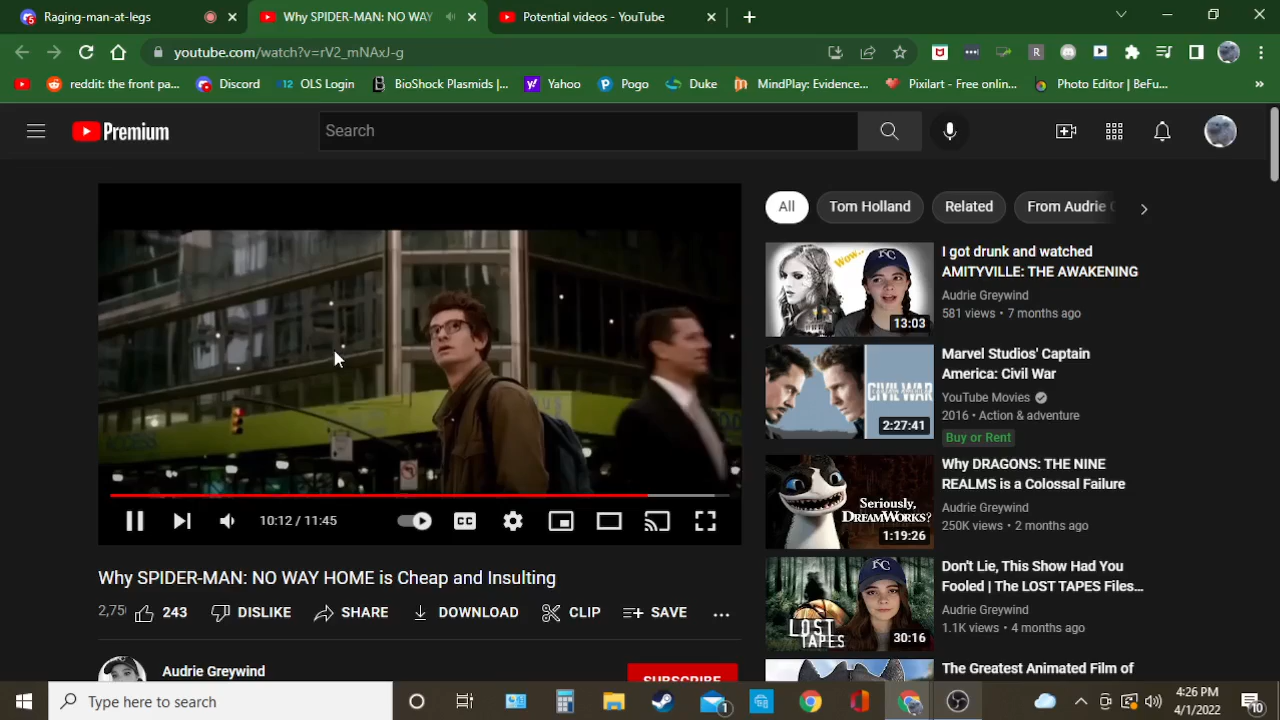 Raging-man-at-legs
Why SPIDER-MAN: NO WAY
Potential videos - YouTube
youtube.com/watch?v=rV2_mNAxJ-g
reddit: the front pa...
Discord
12 OLS Login
BioShock Plasmids |...
Yahoo
Pogo
Duke
MindPlay: Evidence...
Pixilart - Free onlin...
Photo Editor | BeFu...
Premium
Search
All
Tom Holland
Related
From Audrie G
Wow..
KC
13:03
I got drunk and watched
AMITYVILLE: THE AWAKENING
Audrie Greywind
581 views • 7 months ago
CIVIL WAR
2:27:41
Marvel Studios' Captain
America: Civil War
YouTube Movies
2016 • Action & adventure
Buy or Rent
Seriously,
DREAMWORKS?
1:19:26
Why DRAGONS: THE NINE
REALMS is a Colossal Failure
Audrie Greywind
250K views • 2 months ago
KC
LOST
TAPES
30:16
Don't Lie, This Show Had You
Fooled | The LOST TAPES Files...
Audrie Greywind
1.1K views • 4 months ago
The Greatest Animated Film of
10:12 / 11:45
CC
Why SPIDER-MAN: NO WAY HOME is Cheap and Insulting
243
DISLIKE
SHARE
DOWNLOAD
CLIP
SAVE
Audrie Greywind
SUBSCRIBE
Type here to search
1
4:26 PM
4/1/2022
10